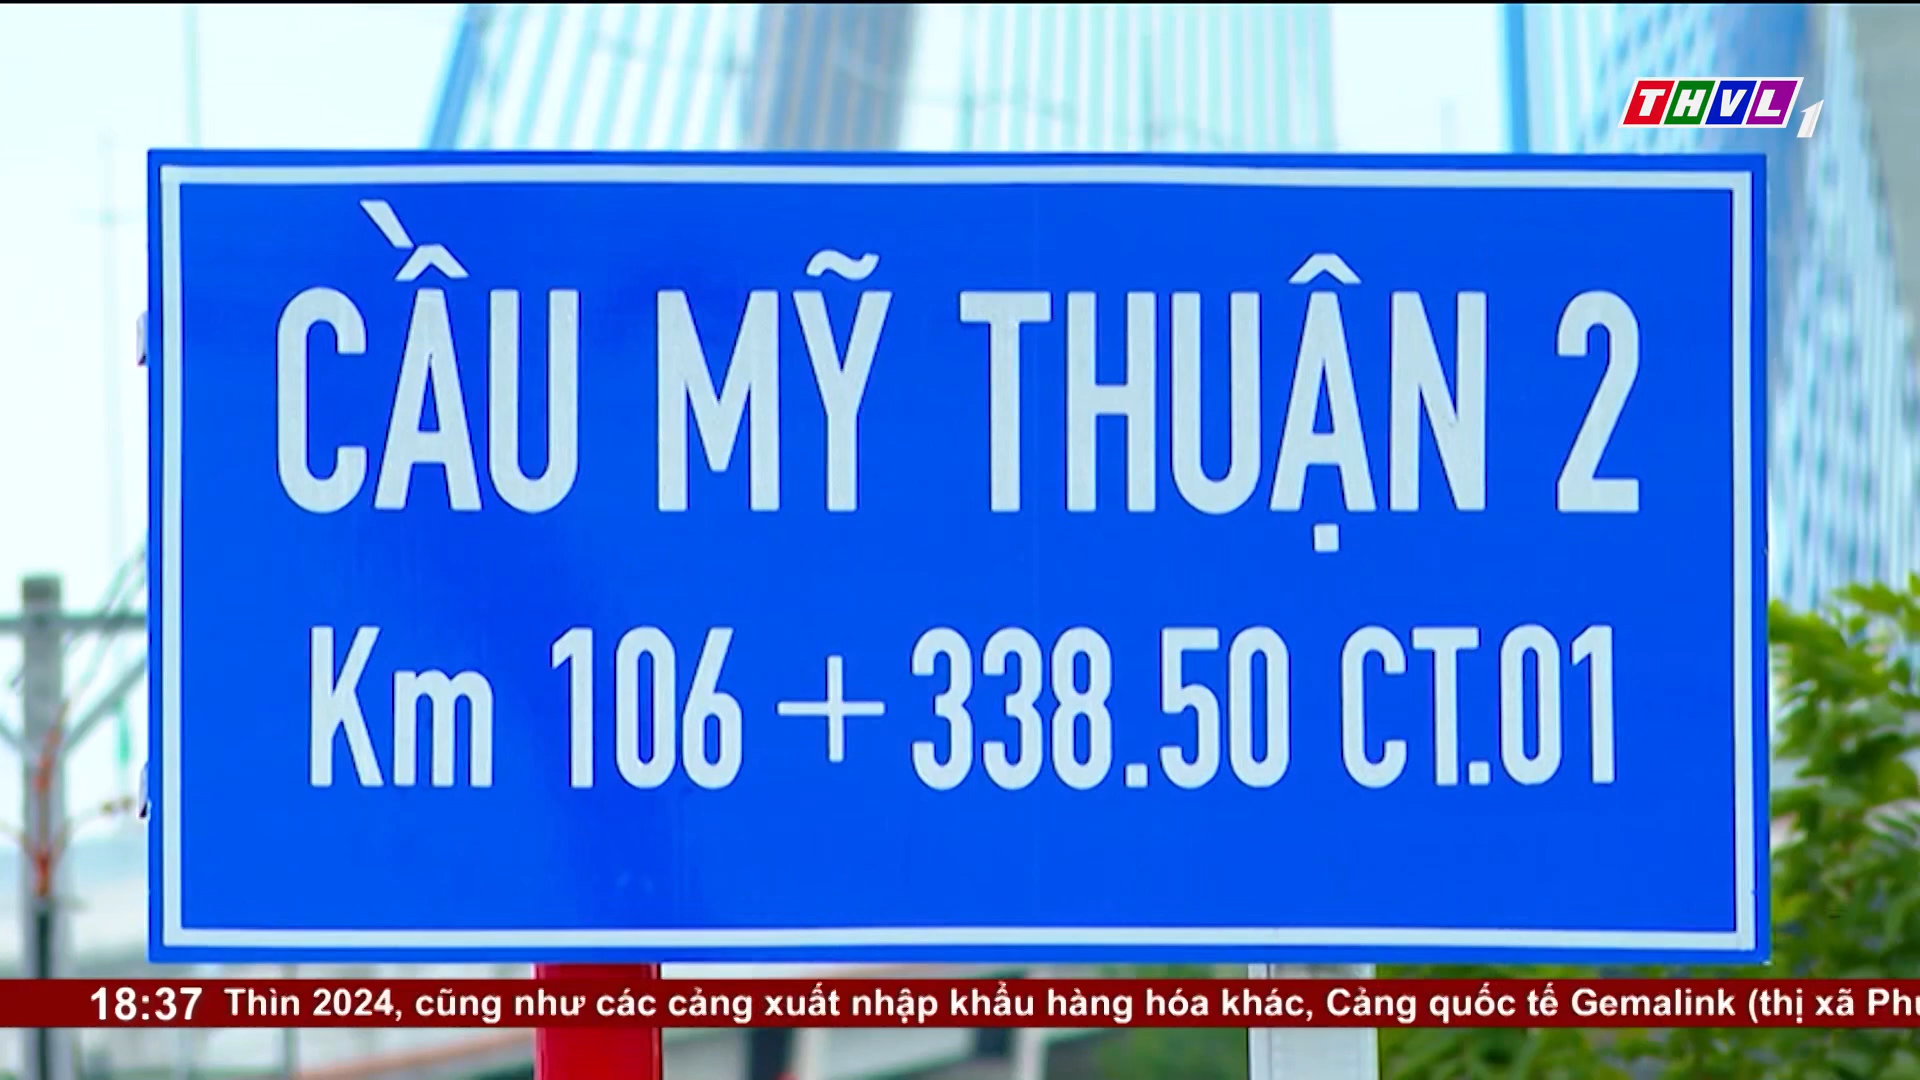 THVL1
CẦU MỸ THUẬN 2
Km 106 + 338.50 CT.01
18:37 Thìn 2024, cũng như các cảng xuất nhập khẩu hàng hóa khác, Cảng quốc tế Gemalink (thị xã